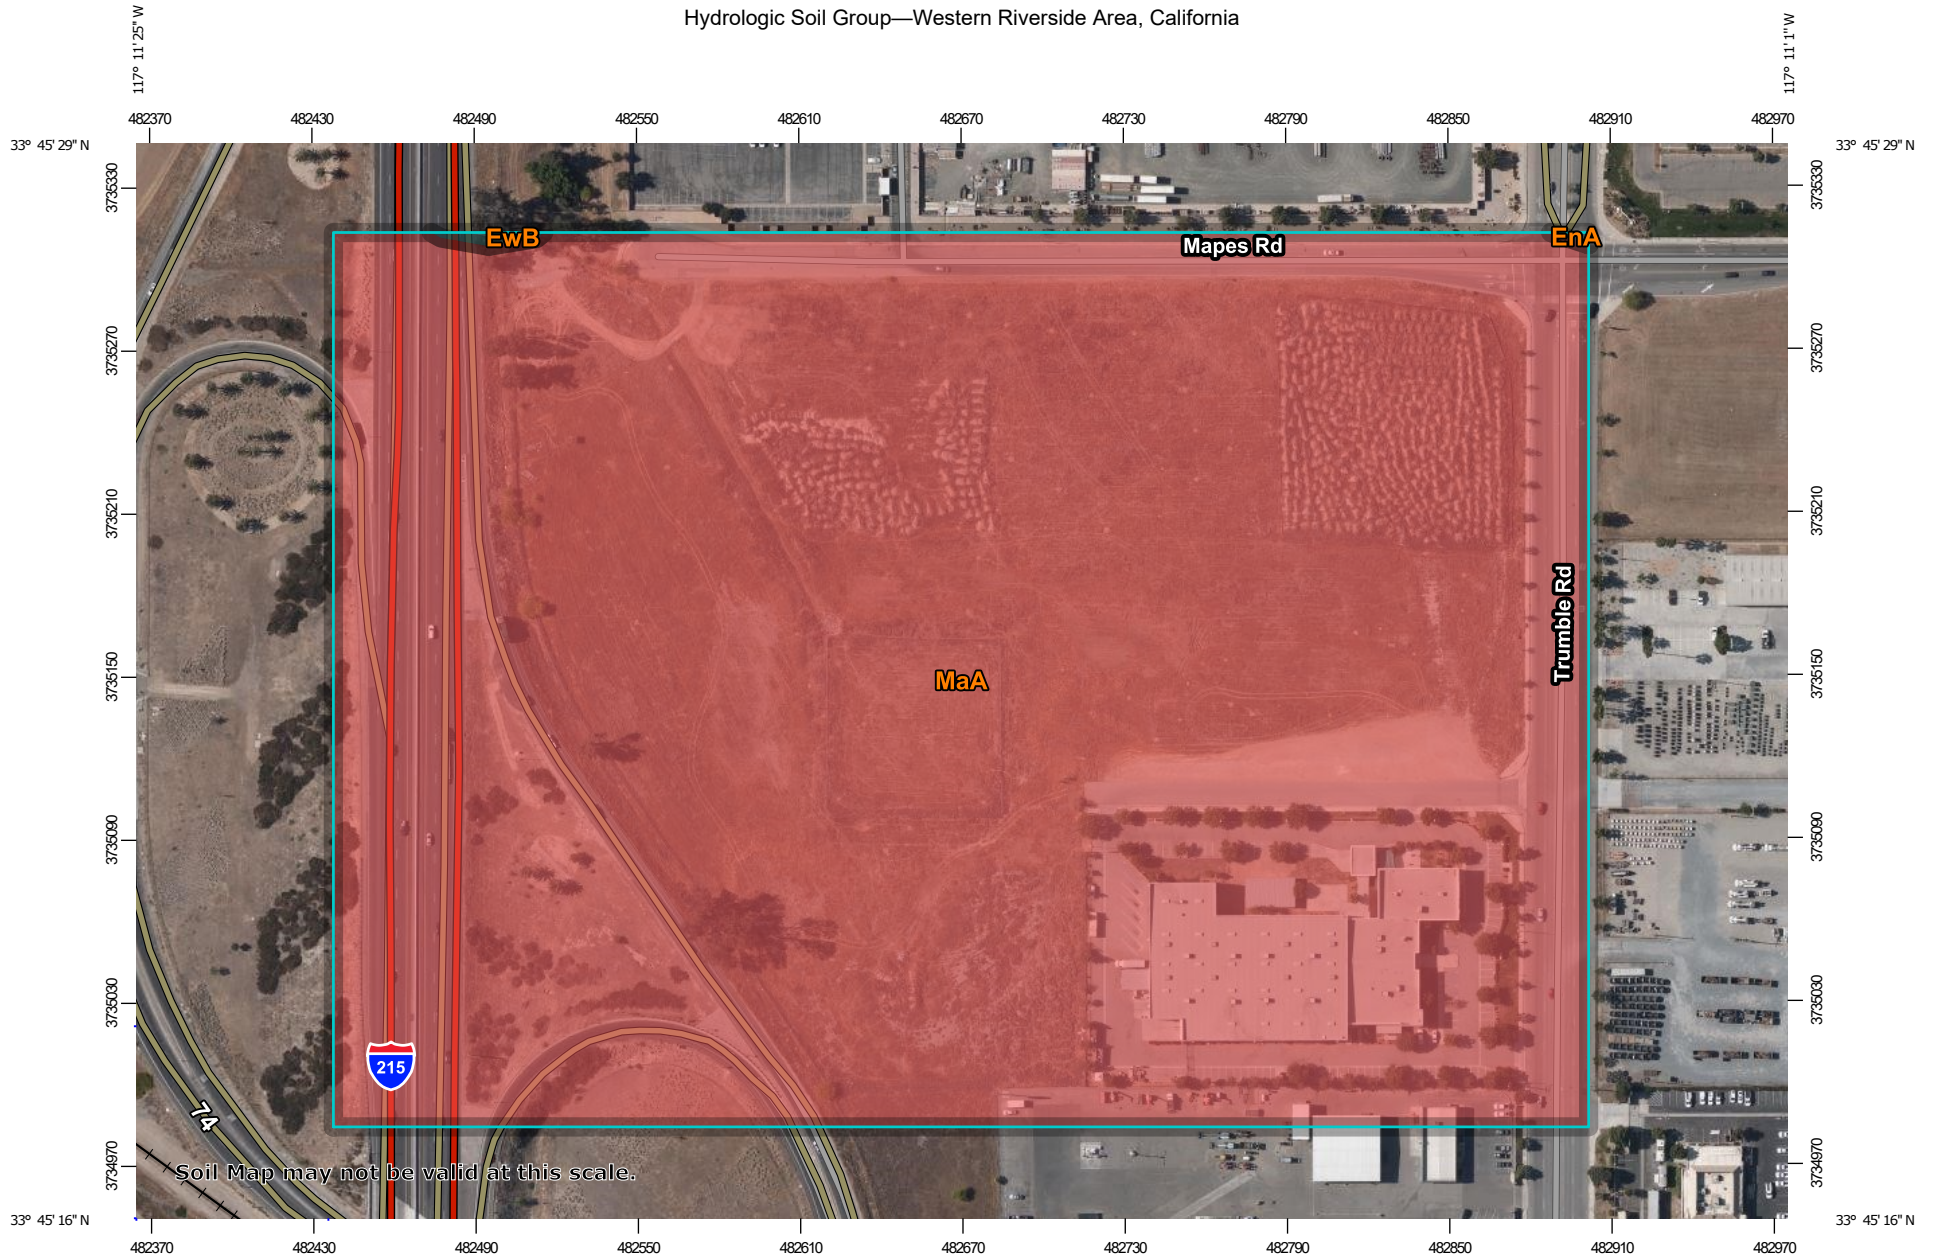 Hydrologic Soil Group—Western Riverside Area, California
117° 11' 25" W
117° 11' 1" W
482370 482430 482490 482550 482610 482670 482730 482790 482850 482910 482970
33° 45' 29" N
33° 45' 29" N
3735330
3735330
EwB
EnA
Mapes Rd
3735270
3735270
3735210
3735210
Trumble Rd
3735150
3735150
MaA
3735090
3735090
3735030
3735030
215
74
3734970
3734970
Soil Map may not be valid at this scale.
33° 45' 16" N
33° 45' 16" N
482370 482430 482490 482550 482610 482670 482730 482790 482850 482910 482970